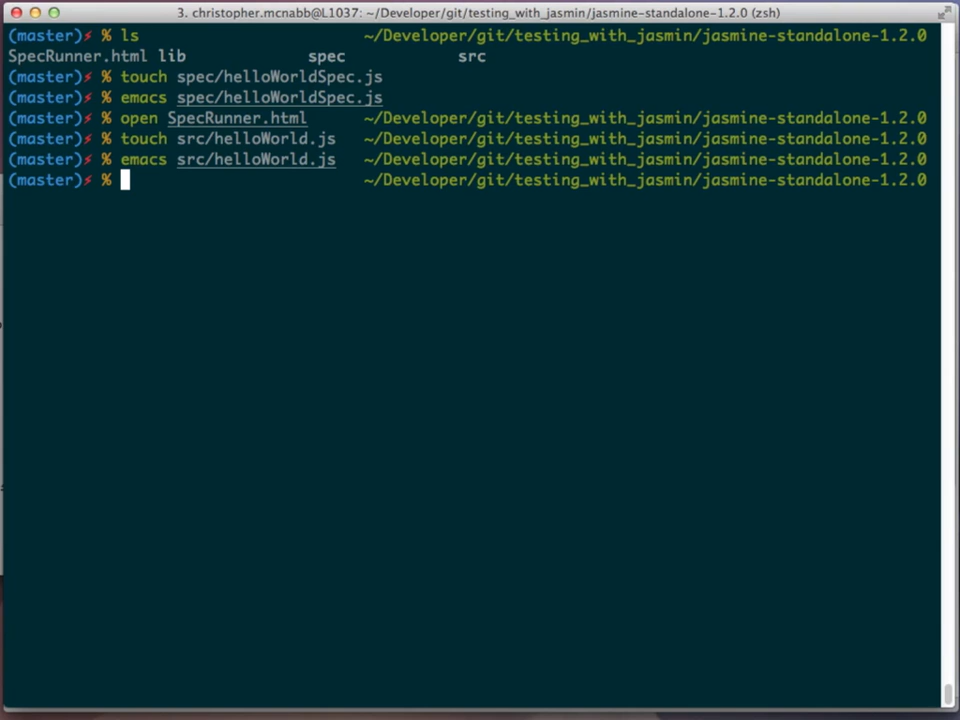 3. christopher.mcnabb@L1037: ~/Developer/git/testing_with_jasmin/jasmine-standalone-1.2.0 (zsh)
(master)⚡ % ls ~/Developer/git/testing_with_jasmin/jasmine-standalone-1.2.0
SpecRunner.html lib spec src
(master)⚡ % touch spec/helloWorldSpec.js
(master)⚡ % emacs spec/helloWorldSpec.js
(master)⚡ % open SpecRunner.html ~/Developer/git/testing_with_jasmin/jasmine-standalone-1.2.0
(master)⚡ % touch src/helloWorld.js ~/Developer/git/testing_with_jasmin/jasmine-standalone-1.2.0
(master)⚡ % emacs src/helloWorld.js ~/Developer/git/testing_with_jasmin/jasmine-standalone-1.2.0
(master)⚡ % ~/Developer/git/testing_with_jasmin/jasmine-standalone-1.2.0